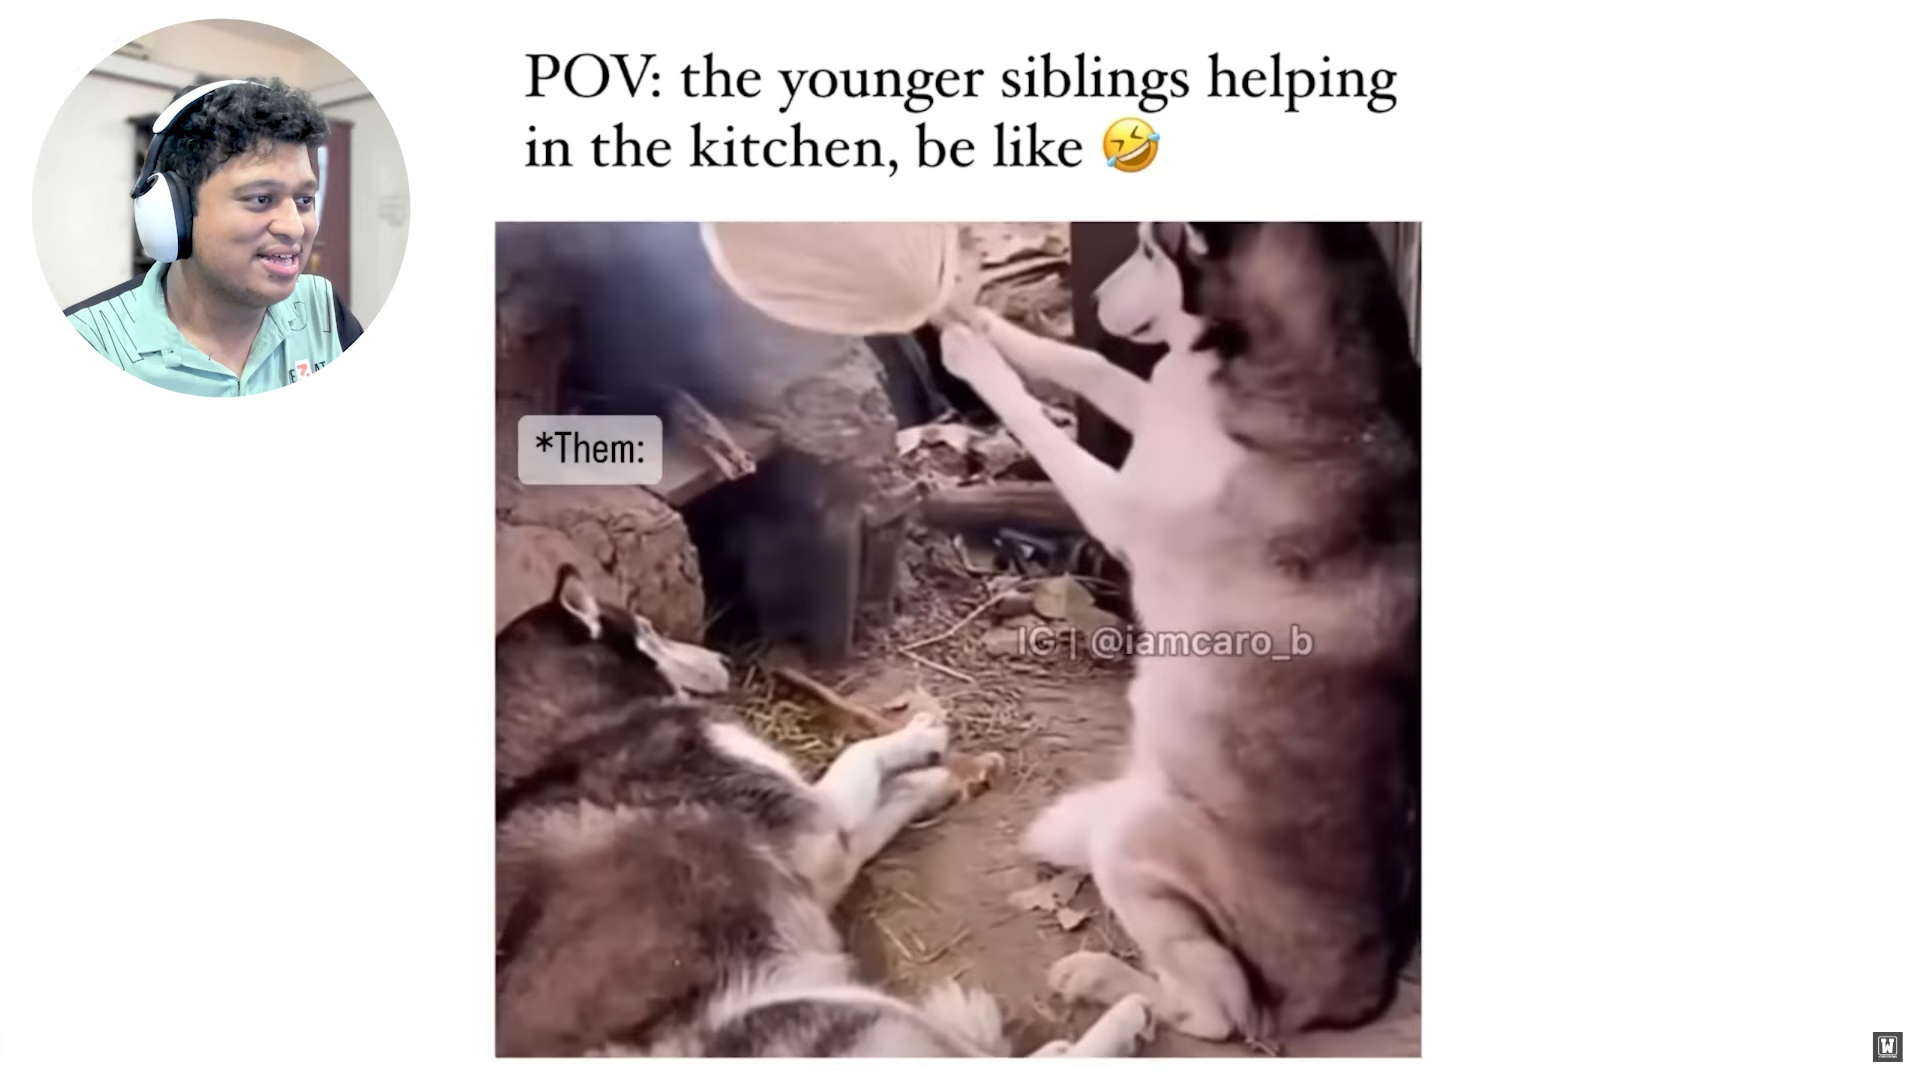 POV: the younger siblings helping
in the kitchen, be like 🤣
*Them:
IG | @iamcaro_b
W